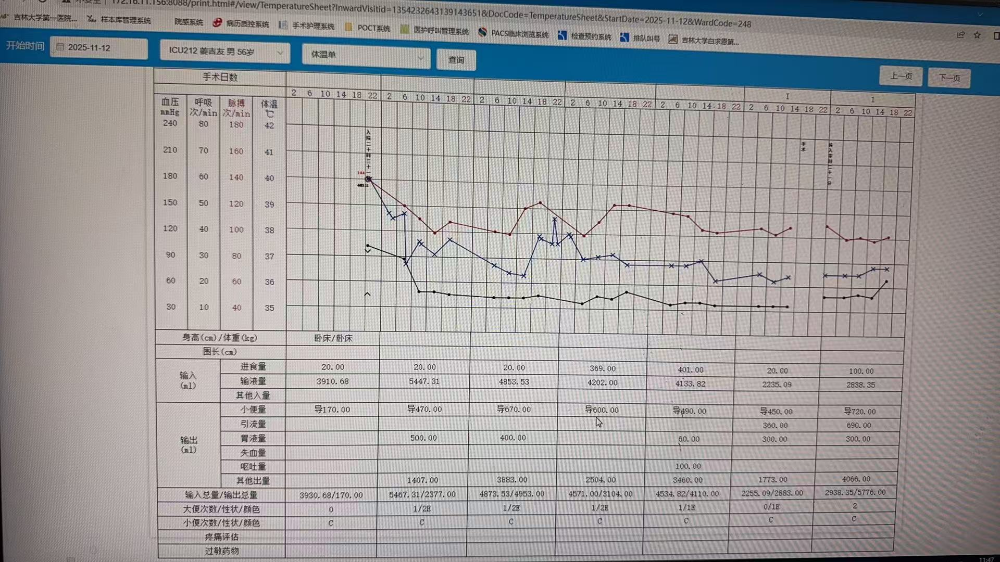 172.16.11.156:8088/print.html#/view/TemperatureSheet?InwardVisitid=1354232643139143651&DocCode=TemperatureSheet&StartDate=2025-11-12&WardCode=248
吉林大学第一医院... 样本库管理系统 院感系统 病历质控系统 手术护理系统 POCT系统 医护呼叫管理系统 PACS临床浏览系统 检查预约系统 排队叫号 吉林大学白求恩第...
开始时间 2025-11-12 ICU212 姜吉友 男 56岁 体温单 查询 上一页 下一页
手术日数 I 1
2 6 10 14 18 22 2 6 10 14 18 22 2 6 10 14 18 22 2 6 10 14 18 22 2 6 10 14 18 22 2 6 10 14 18 22 2 6 10 14 18 22
血压 呼吸 脉搏 体温
mmHg 次/min 次/min ℃
240 80 180 42
210 70 160 41
180 60 140 40
150 50 120 39
120 40 100 38
90 30 80 37
60 20 60 36
30 10 40 35
入院二十时三十一
144
手术
转入零时二十一分
身高(cm)/体重(kg) 卧床/卧床
围长(cm)
输入(ml)
进食量 20.00 20.00 20.00 369.00 401.00 20.00 100.00
输液量 3910.68 5447.31 4853.53 4202.00 4133.82 2235.09 2838.35
其他入量
输出(ml)
小便量 导170.00 导470.00 导670.00 导600.00 导490.00 导450.00 导720.00
引流量 360.00 690.00
胃液量 500.00 400.00 60.00 300.00 300.00
失血量
呕吐量 100.00
其他出量 1407.00 3883.00 2504.00 3460.00 1773.00 4066.00
输入总量/输出总量 3930.68/170.00 5467.31/2377.00 4873.53/4953.00 4571.00/3104.00 4534.82/4110.00 2255.09/2883.00 2938.35/5776.00
大便次数/性状/颜色 0 1/2E 1/2E 1/2E 1/1E 0/1E 2
小便次数/性状/颜色 C C C C C C C
疼痛评估
过敏药物
11:47